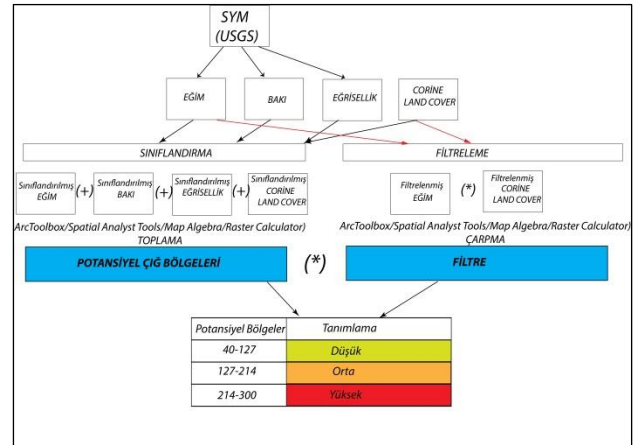 SYM
(USGS)
EĞİM
BAKI
EĞRİSELLİK
CORİNE
LAND COVER
SINIFLANDIRMA
FİLTRELEME
Sınıflandırılmış
EĞİM
(+)
Sınıflandırılmış
BAKI
(+)
Sınıflandırılmış
EĞRİSELLİK
(+)
Sınıflandırılmış
CORİNE
LAND COVER
Filtrelenmiş
EĞİM
(*)
Filtrelenmiş
CORİNE
LAND COVER
ArcToolbox/Spatial Analyst Tools/Map Algebra/Raster Calculator)
TOPLAMA
ArcToolbox/Spatial Analyst Tools/Map Algebra/Raster Calculator)
ÇARPMA
POTANSİYEL ÇIĞ BÖLGELERİ
(*)
FİLTRE
Potansiyel Bölgeler Tanımlama
40-127 Düşük
127-214 Orta
214-300 Yüksek